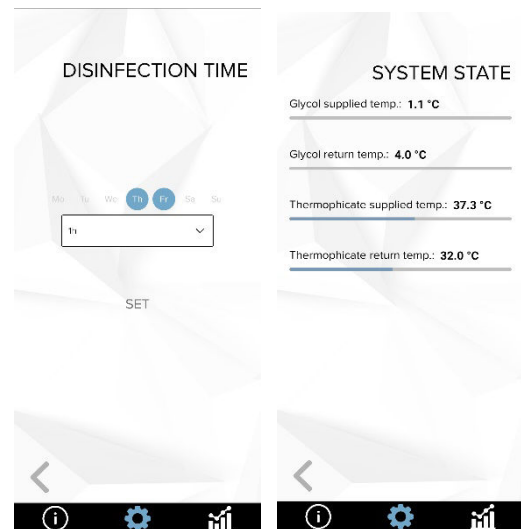 DISINFECTION TIME
Mo Tu We Th Fr Sa Su
1h
SET
SYSTEM STATE
Glycol supplied temp.: 1.1 °C
Glycol return temp.: 4.0 °C
Thermophicate supplied temp.: 37.3 °C
Thermophicate return temp.: 32.0 °C